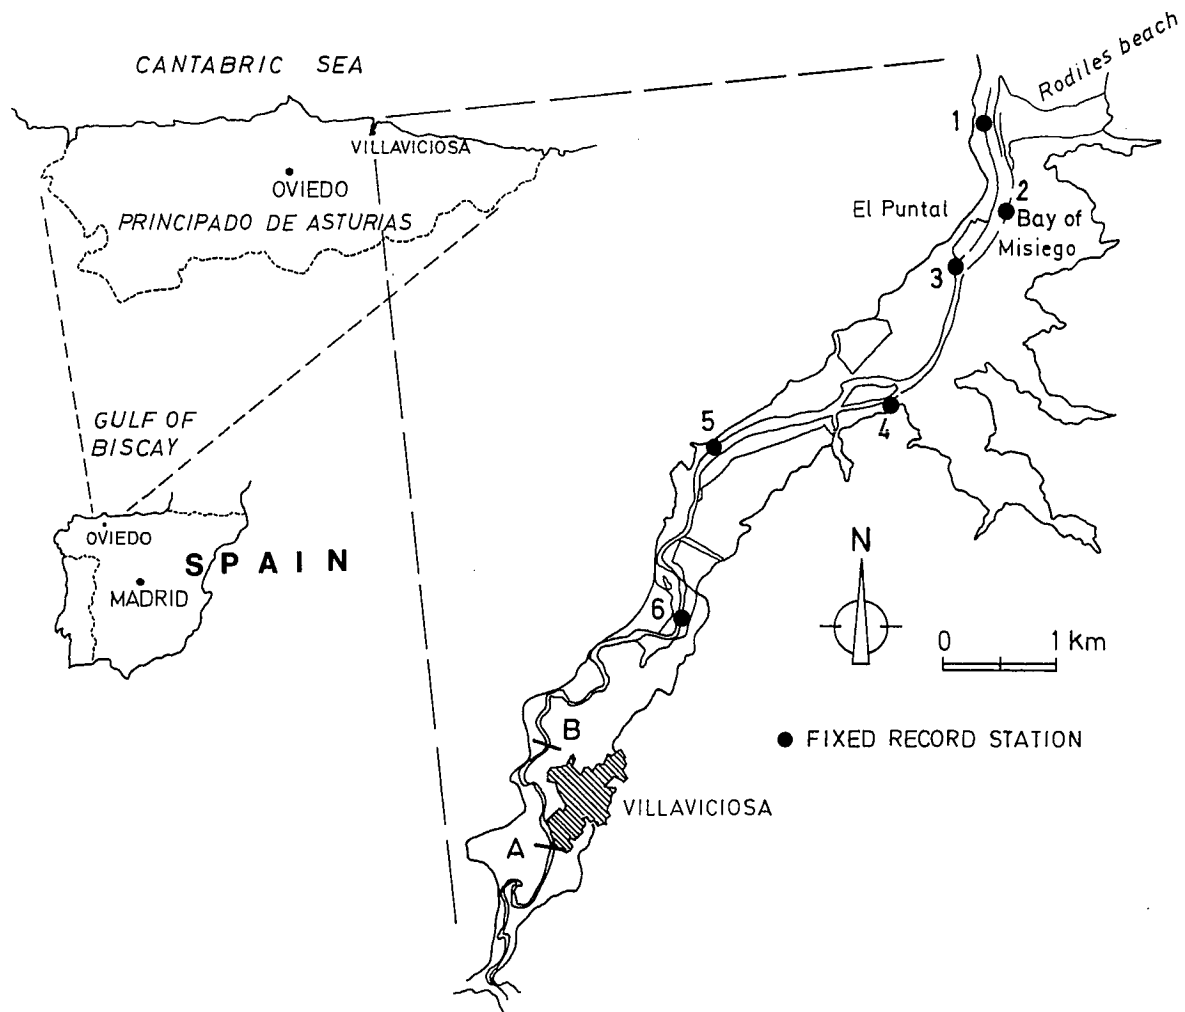 CANTABRIC SEA
Rodiles beach
1
VILLAVICIOSA
OVIEDO
2
El Puntal
Bay of
Misiego
PRINCIPADO DE ASTURIAS
3
GULF OF
BISCAY
5
4
OVIEDO
SPAIN
MADRID
N
6
0 1 Km
B
FIXED RECORD STATION
VILLAVICIOSA
A